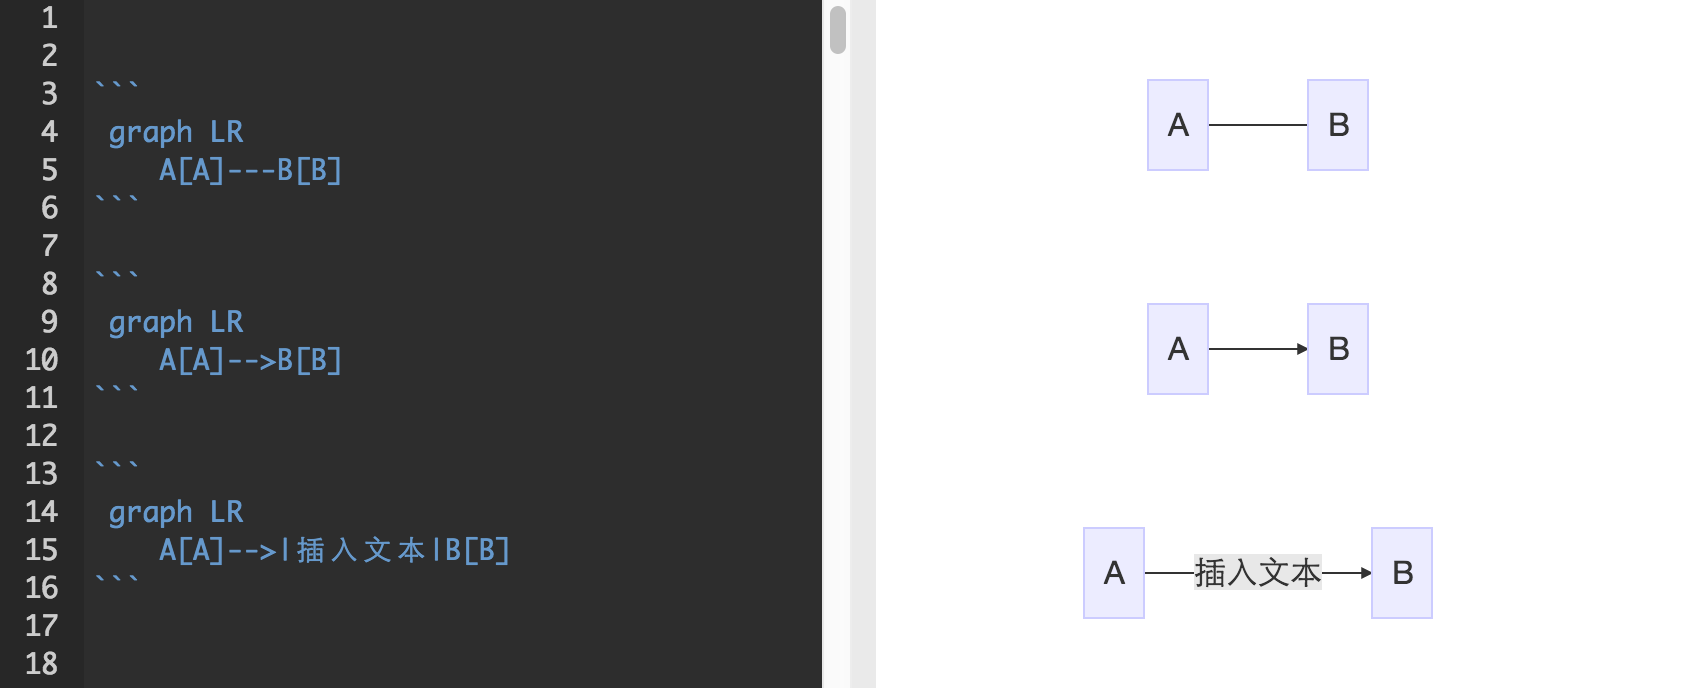 1
2
3 ```
4 graph LR
5 A[A]---B[B]
6 ```
7
8 ```
9 graph LR
10 A[A]-->B[B]
11 ```
12
13 ```
14 graph LR
15 A[A]-->|插入文本|B[B]
16 ```
17
18
A B
A B
A 插入文本 B